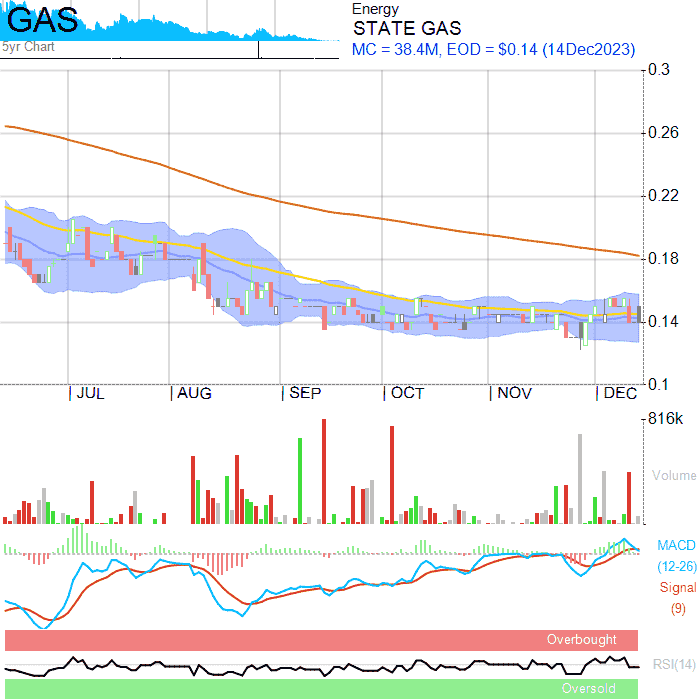 GAS
5yr Chart
Energy
STATE GAS
MC = 38.4M, EOD = $0.14 (14Dec2023)
0.3
0.26
0.22
0.18
0.14
0.1
JUL AUG SEP OCT NOV DEC
816k
Volume
MACD
(12-26)
Signal
(9)
Overbought
RSI(14)
Oversold